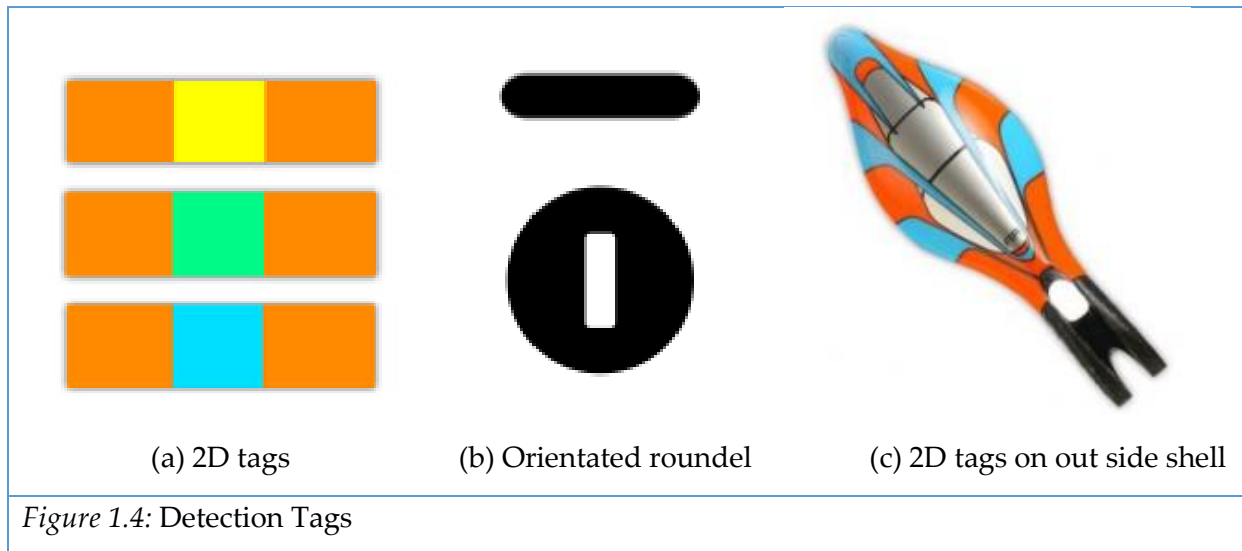 (a) 2D tags (b) Orientated roundel (c) 2D tags on out side shell
Figure 1.4: Detection Tags